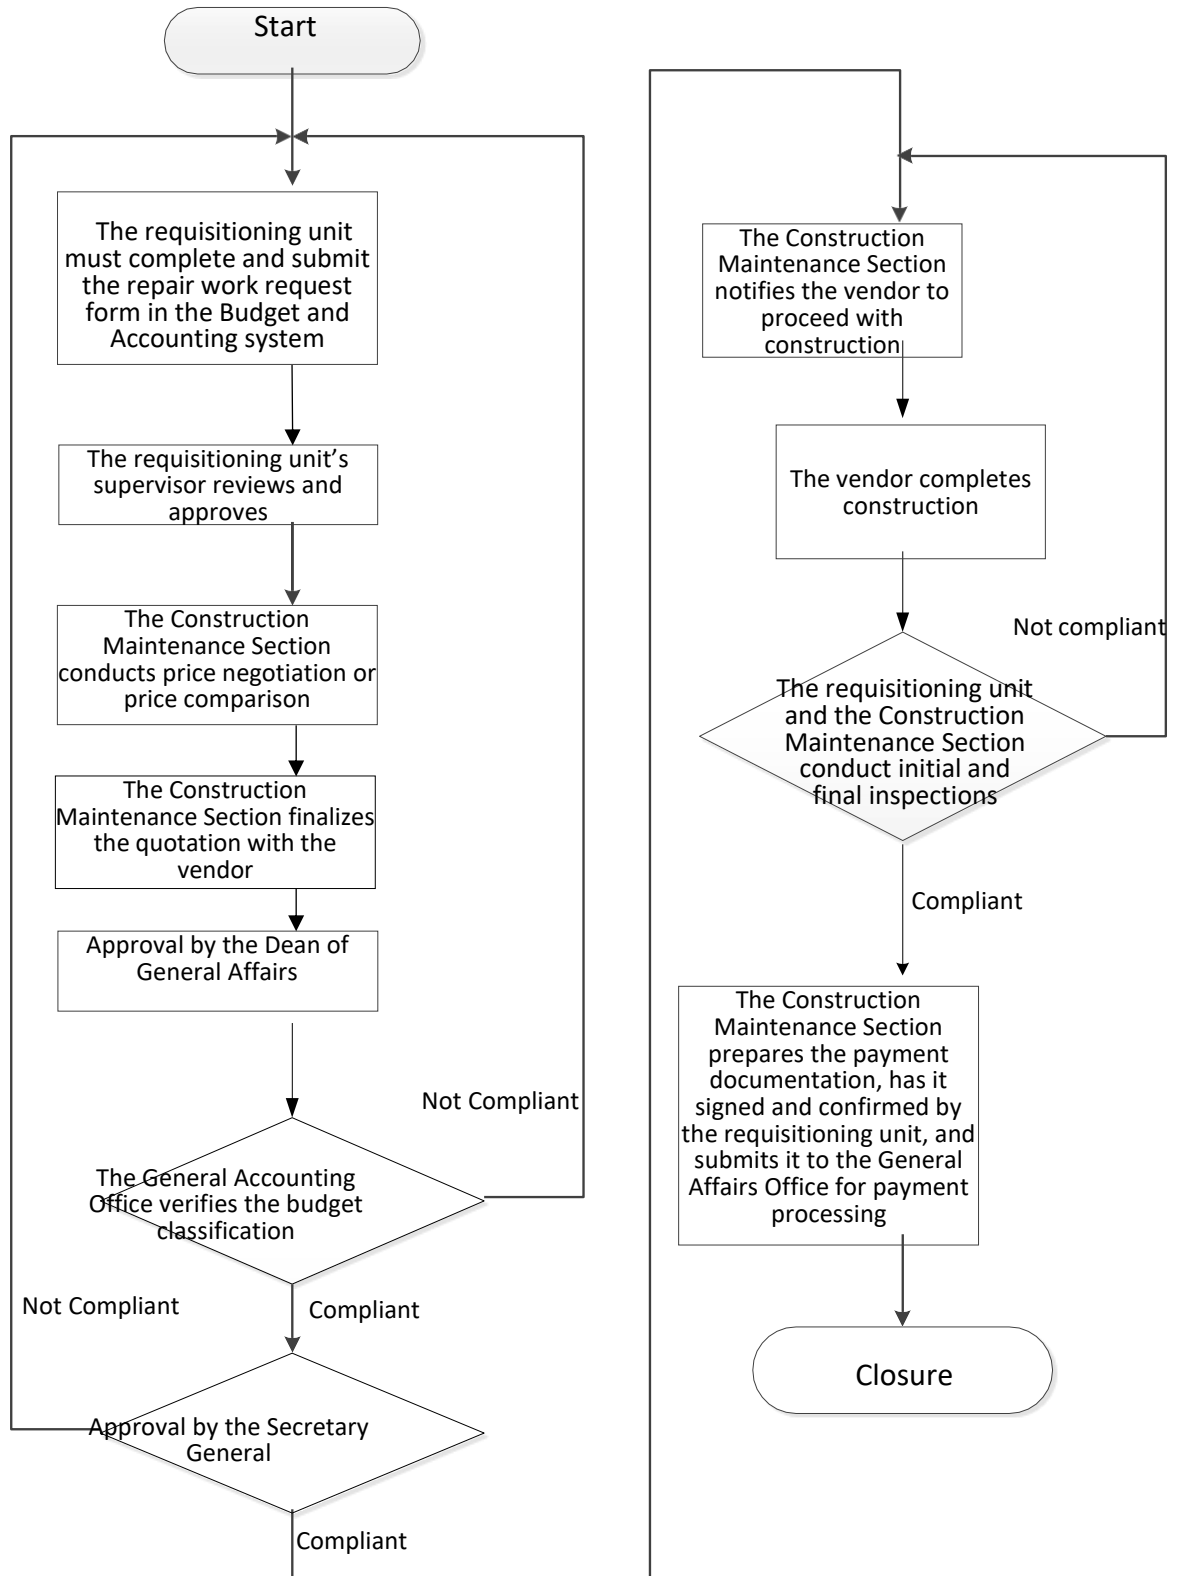 Start
The requisitioning unit
must complete and submit
the repair work request
form in the Budget and
Accounting system
The requisitioning unit’s
supervisor reviews and
approves
The Construction
Maintenance Section
conducts price negotiation or
price comparison
The Construction
Maintenance Section finalizes
the quotation with the
vendor
Approval by the Dean of
General Affairs
Not Compliant
The General Accounting
Office verifies the budget
classification
Not Compliant
Compliant
Approval by the Secretary
General
Compliant
The Construction
Maintenance Section
notifies the vendor to
proceed with
construction
The vendor completes
construction
Not compliant
The requisitioning unit
and the Construction
Maintenance Section
conduct initial and
final inspections
Compliant
The Construction
Maintenance Section
prepares the payment
documentation, has it
signed and confirmed by
the requisitioning unit, and
submits it to the General
Affairs Office for payment
processing
Closure